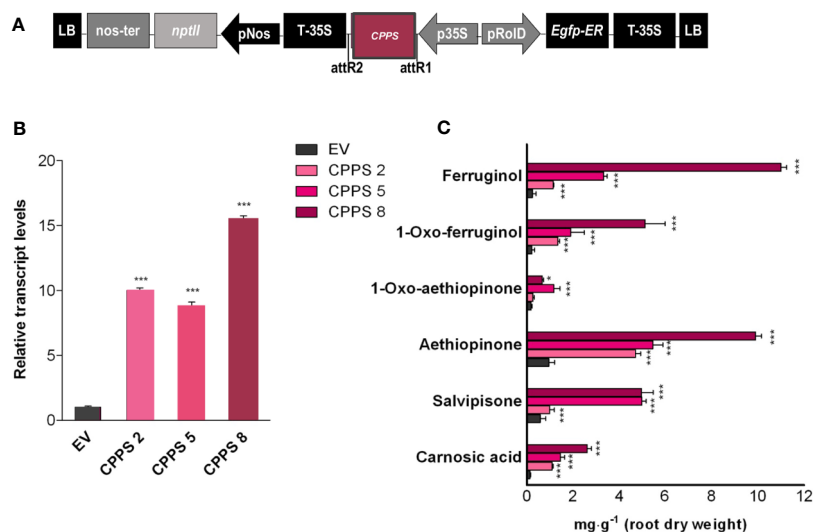 A
LB nos-ter nptII pNos T-35S CPPS p35S pRolD Egfp-ER T-35S LB
attR2 attR1
B
Relative transcript levels
20
15
10
5
0
***
***
***
EV
CPPS 2
CPPS 5
CPPS 8
EV
CPPS 2
CPPS 5
CPPS 8
C
Ferruginol
***
***
***
1-Oxo-ferruginol
***
***
***
1-Oxo-aethiopinone
*
***
Aethiopinone
***
***
***
Salvipisone
***
***
***
Carnosic acid
***
***
***
0 2 4 6 8 10 12
mg·g-1 (root dry weight)